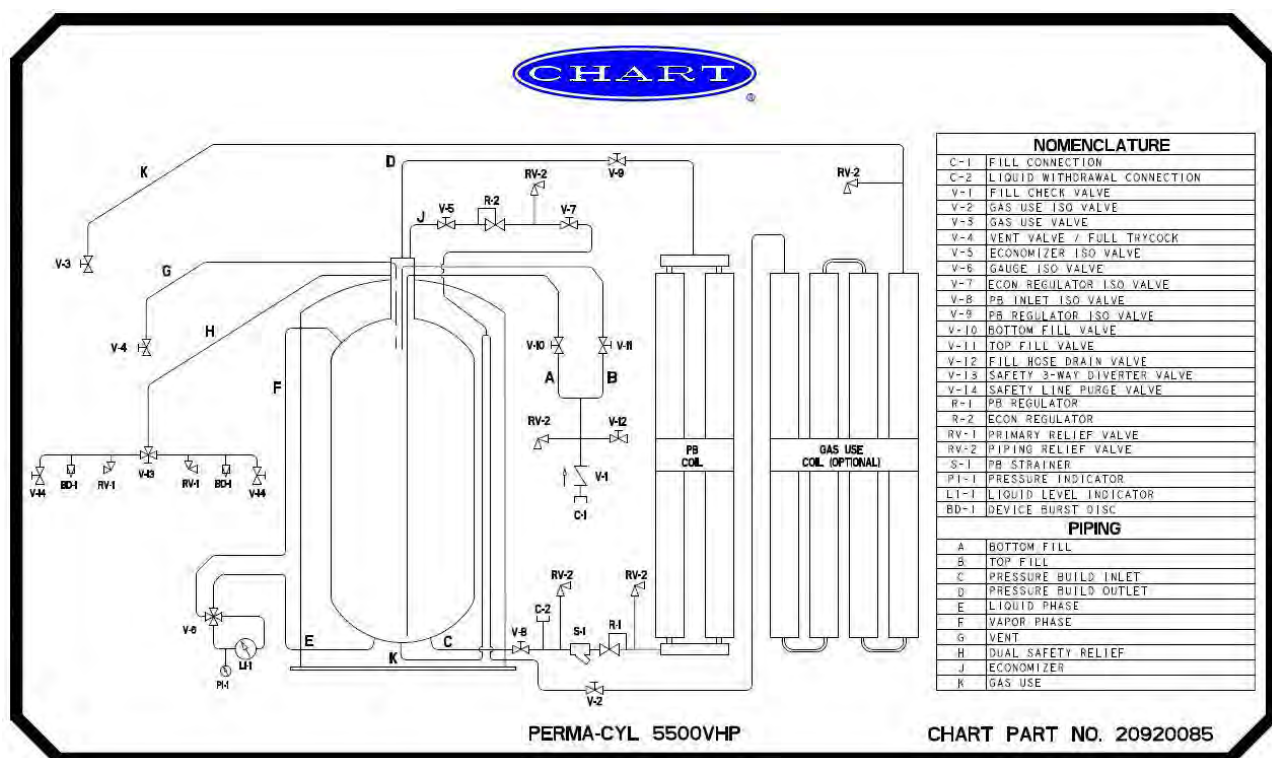 CHART
®
K
D
V-9
RV-2
RV-2
R-2
V-5
V-7
J
V-3
G
H
V-4
V-10
V-11
F
A
B
RV-2
V-12
PB
COIL
GAS USE
COIL (OPTIONAL)
V-13
V-14
BD-1
RV-1
RV-1
BD-1
V-14
V-1
C-1
RV-2
RV-2
C-2
V-6
V-8
S-1
R-1
E
C
K
LI-1
PI-1
V-2
NOMENCLATURE
C-1 FILL CONNECTION
C-2 LIQUID WITHDRAWAL CONNECTION
V-1 FILL CHECK VALVE
V-2 GAS USE ISO VALVE
V-3 GAS USE VALVE
V-4 VENT VALVE / FULL TRYCOCK
V-5 ECONOMIZER ISO VALVE
V-6 GAUGE ISO VALVE
V-7 ECON REGULATOR ISO VALVE
V-8 PB INLET ISO VALVE
V-9 PB REGULATOR ISO VALVE
V-10 BOTTOM FILL VALVE
V-11 TOP FILL VALVE
V-12 FILL HOSE DRAIN VALVE
V-13 SAFETY 3-WAY DIVERTER VALVE
V-14 SAFETY LINE PURGE VALVE
R-1 PB REGULATOR
R-2 ECON REGULATOR
RV-1 PRIMARY RELIEF VALVE
RV-2 PIPING RELIEF VALVE
S-1 PB STRAINER
PI-1 PRESSURE INDICATOR
LI-1 LIQUID LEVEL INDICATOR
BD-1 DEVICE BURST DISC
PIPING
A BOTTOM FILL
B TOP FILL
C PRESSURE BUILD INLET
D PRESSURE BUILD OUTLET
E LIQUID PHASE
F VAPOR PHASE
G VENT
H DUAL SAFETY RELIEF
J ECONOMIZER
K GAS USE
PERMA-CYL 5500VHP
CHART PART NO. 20920085